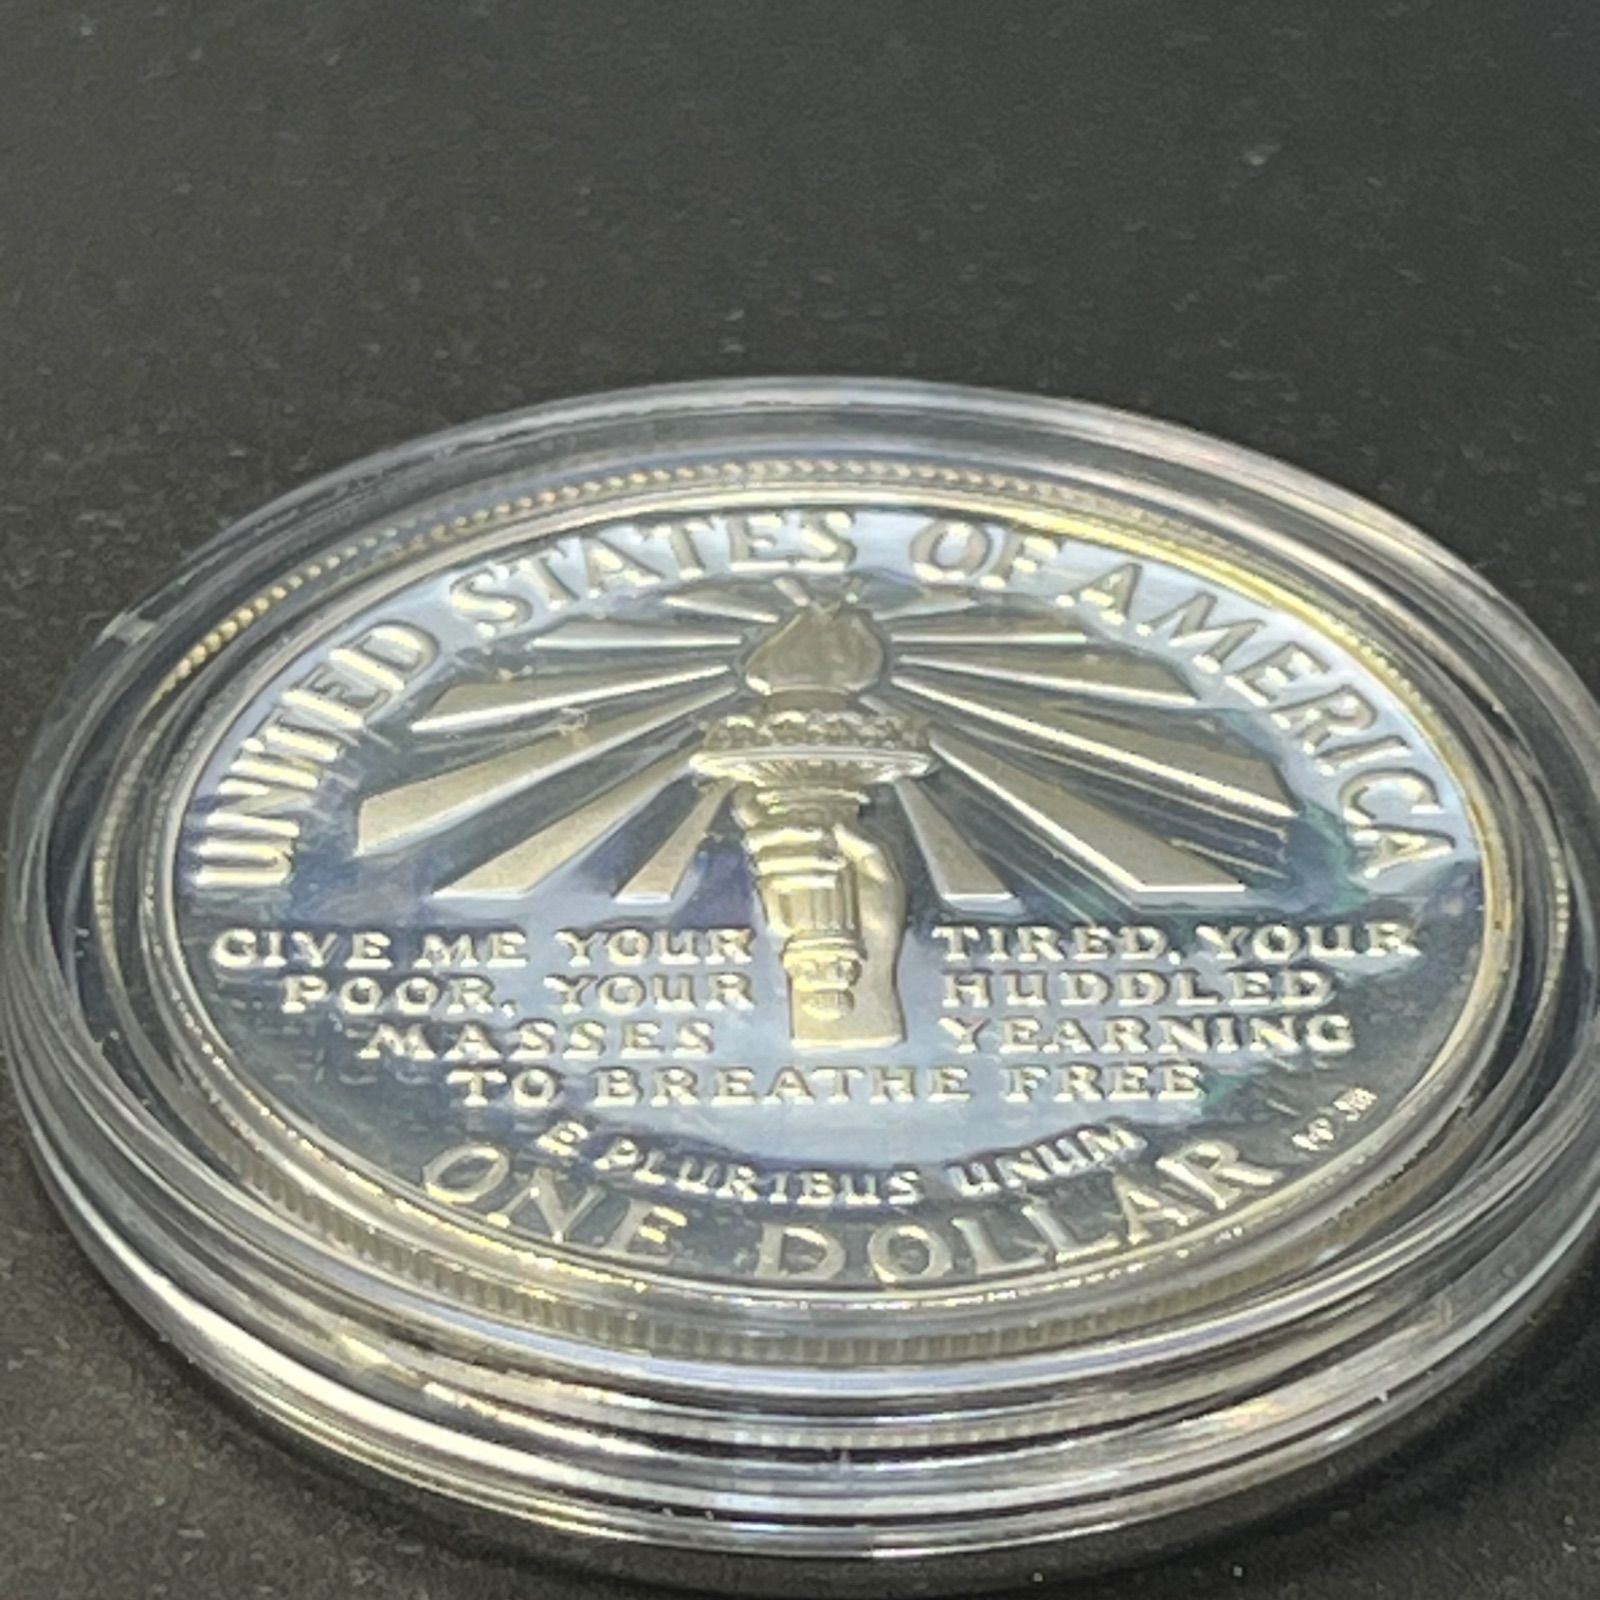 UNITED STATES OF AMERICA
GIVE ME YOUR TIRED, YOUR
POOR, YOUR HUDDLED
MASSES YEARNING
TO BREATHE FREE
E PLURIBUS UNUM
ONE DOLLAR